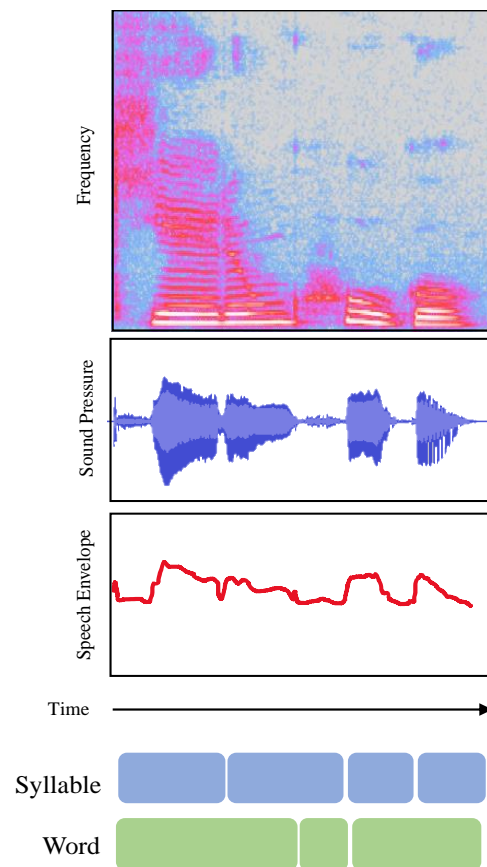 Frequency
Sound Pressure
Speech Envelope
Time
Syllable
Word